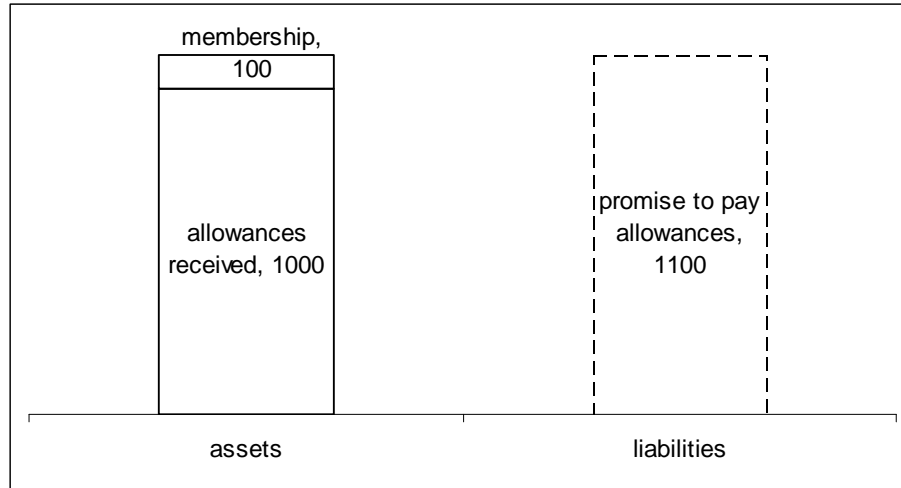 membership,
100
allowances
received, 1000
promise to pay
allowances,
1100
assets
liabilities